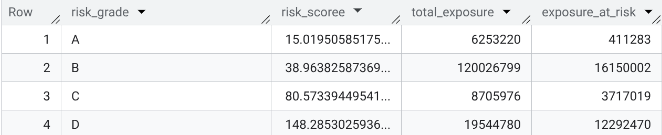 Row risk_grade risk_scoree total_exposure exposure_at_risk
1 A 15.01950585175... 6253220 411283
2 B 38.96382587369... 120026799 16150002
3 C 80.57339449541... 8705976 3717019
4 D 148.2853025936... 19544780 12292470